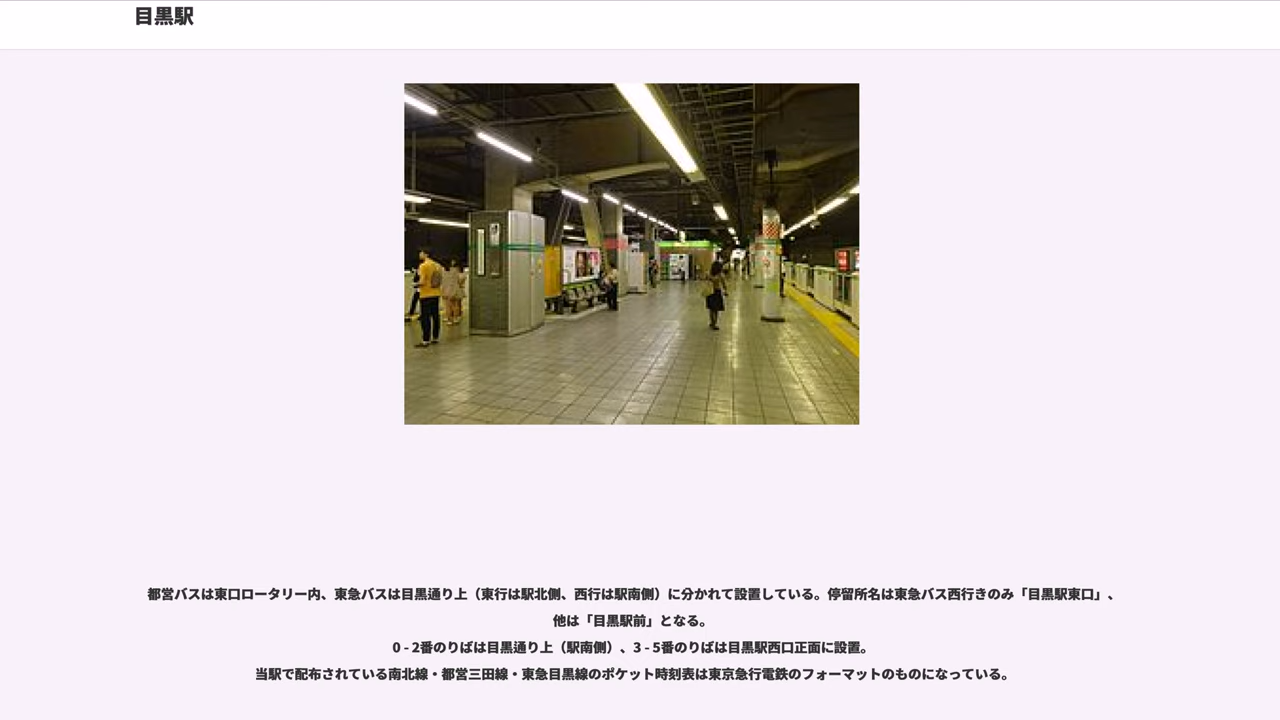 目黒駅
都営バスは東口ロータリー内、東急バスは目黒通り上（東行は駅北側、西行は駅南側）に分かれて設置している。停留所名は東急バス西行きのみ「目黒駅東口」、
他は「目黒駅前」となる。
0 - 2番のりばは目黒通り上（駅南側）、3 - 5番のりばは目黒駅西口正面に設置。
当駅で配布されている南北線・都営三田線・東急目黒線のポケット時刻表は東京急行電鉄のフォーマットのものになっている。